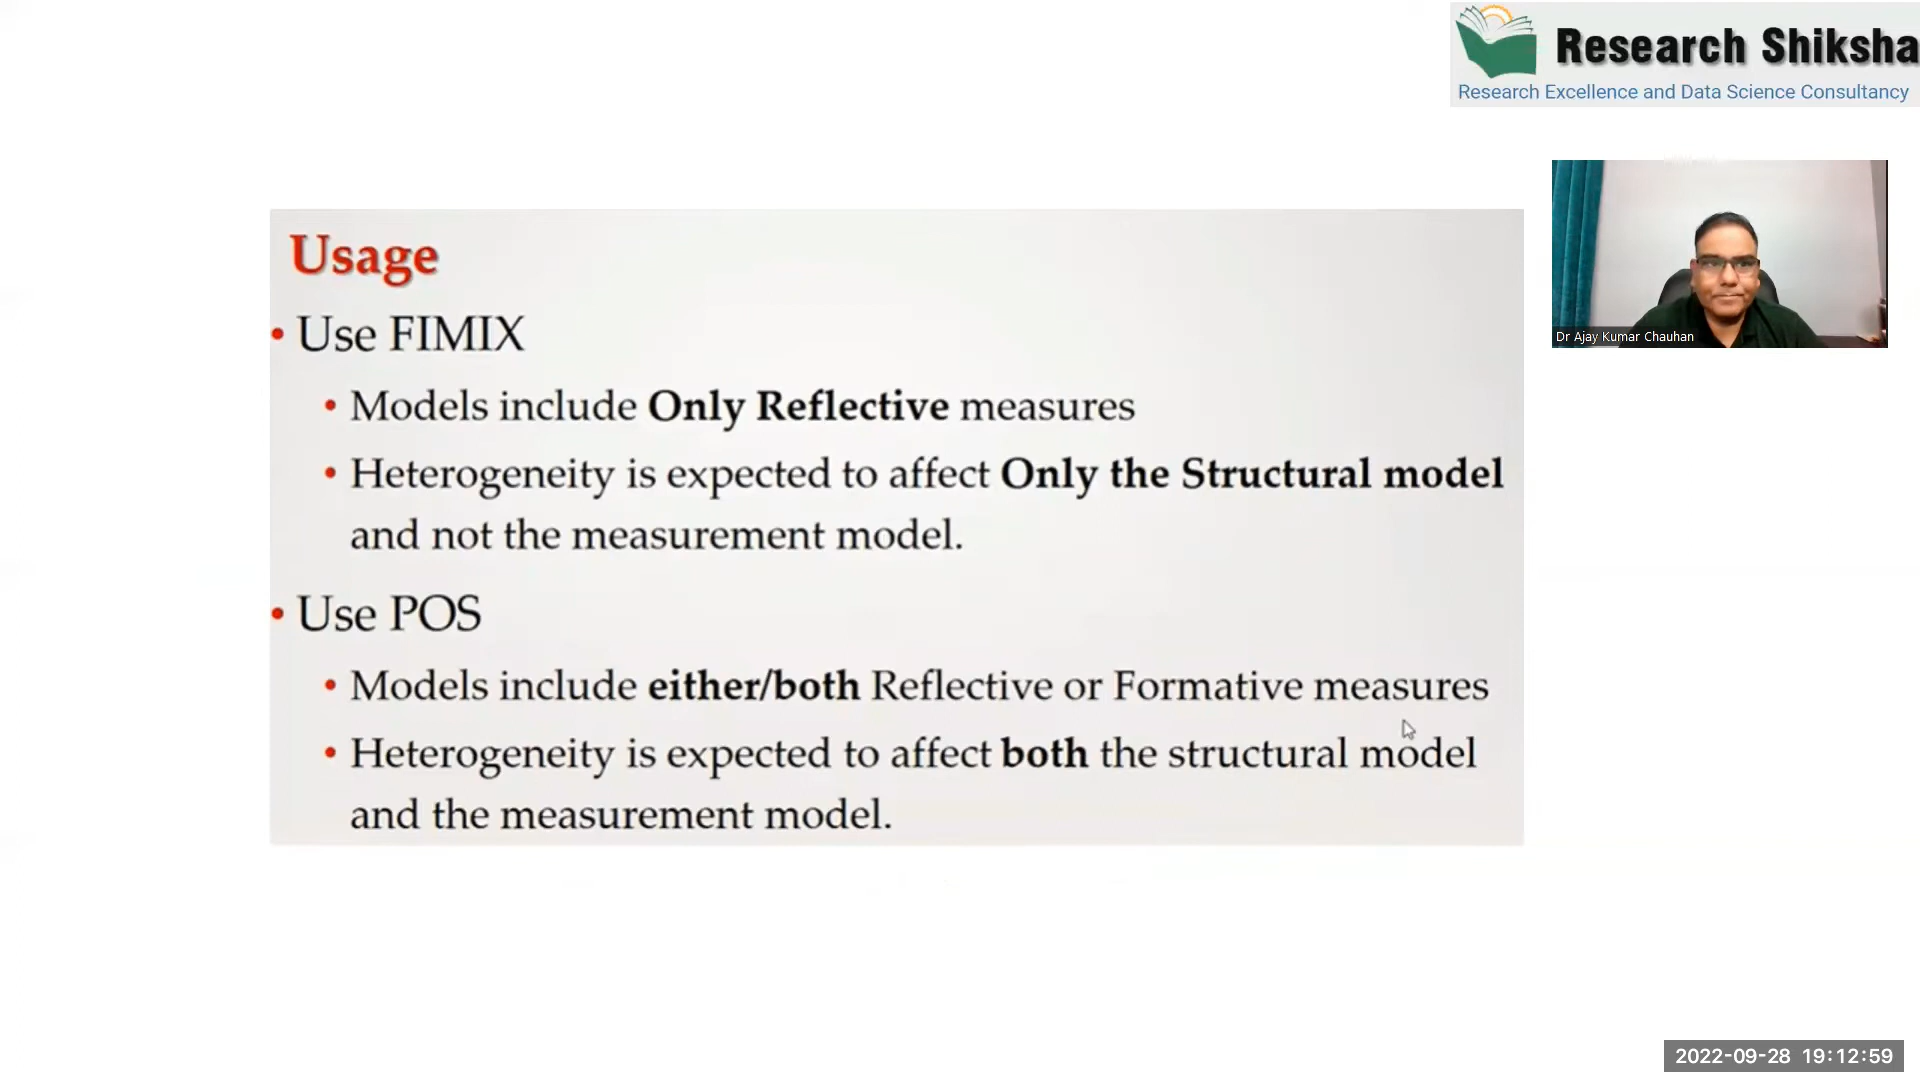 Research Shiksha
Research Excellence and Data Science Consultancy
Dr Ajay Kumar Chauhan
Usage
• Use FIMIX
• Models include Only Reflective measures
• Heterogeneity is expected to affect Only the Structural model
and not the measurement model.
• Use POS
• Models include either/both Reflective or Formative measures
• Heterogeneity is expected to affect both the structural model
and the measurement model.
2022-09-28 19:12:59